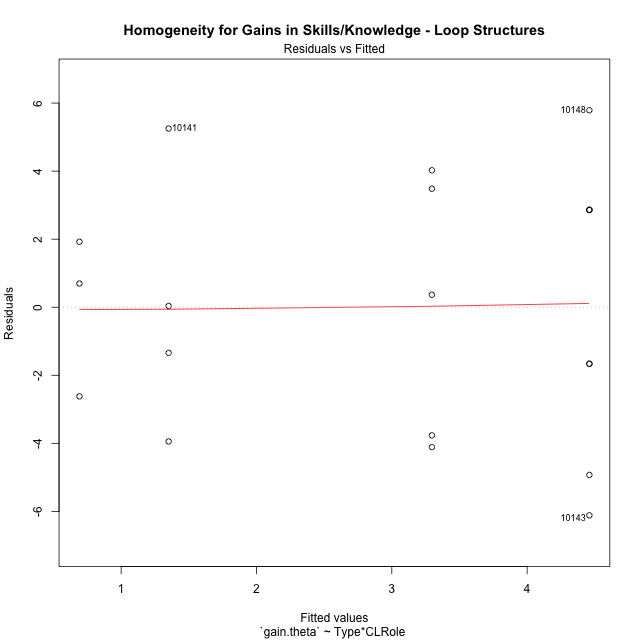 Homogeneity for Gains in Skills/Knowledge - Loop Structures
Residuals vs Fitted
6
4
2
0
-2
-4
-6
Residuals
10141
10148
10143
1
2
3
4
Fitted values
`gain.theta` ~ Type*CLRole